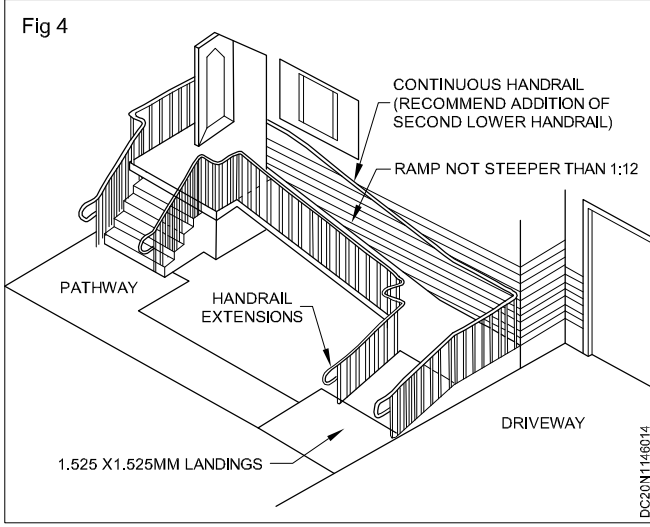 Fig 4
CONTINUOUS HANDRAIL
(RECOMMEND ADDITION OF
SECOND LOWER HANDRAIL)
RAMP NOT STEEPER THAN 1:12
PATHWAY
HANDRAIL
EXTENSIONS
DRIVEWAY
1.525 X1.525MM LANDINGS
DC20N1146014